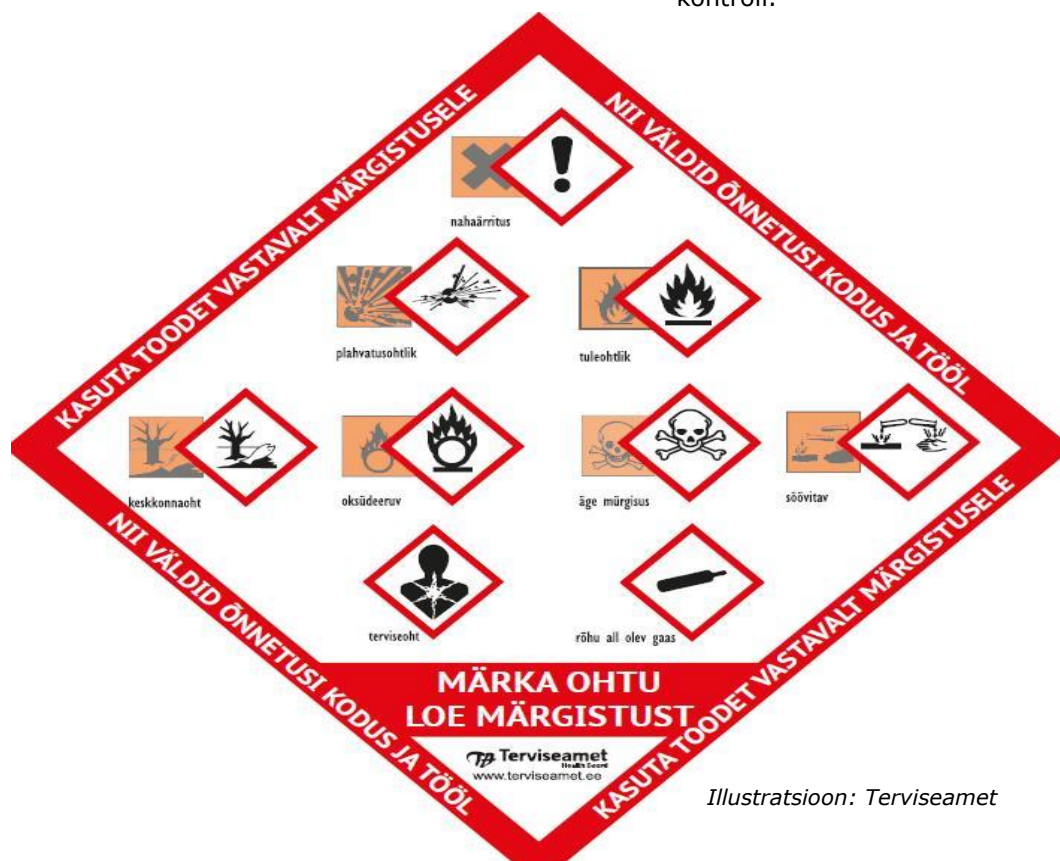 kontroll.
KASUTA TOODET VASTAVALT MÄRGISTUSELE
NII VÄLDID ÕNNETUSI KODUS JA TÖÖL
nahaärritus
plahvatusohtlik
tuleohtlik
keskkonnaoht
oksüdeeruv
äge mürgisus
söövitav
terviseoht
rõhu all olev gaas
NII VÄLDID ÕNNETUSI KODUS JA TÖÖL
KASUTA TOODET VASTAVALT MÄRGISTUSELE
MÄRKA OHTU
LOE MÄRGISTUST
Terviseamet
Health Board
www.terviseamet.ee
Illustratsioon: Terviseamet